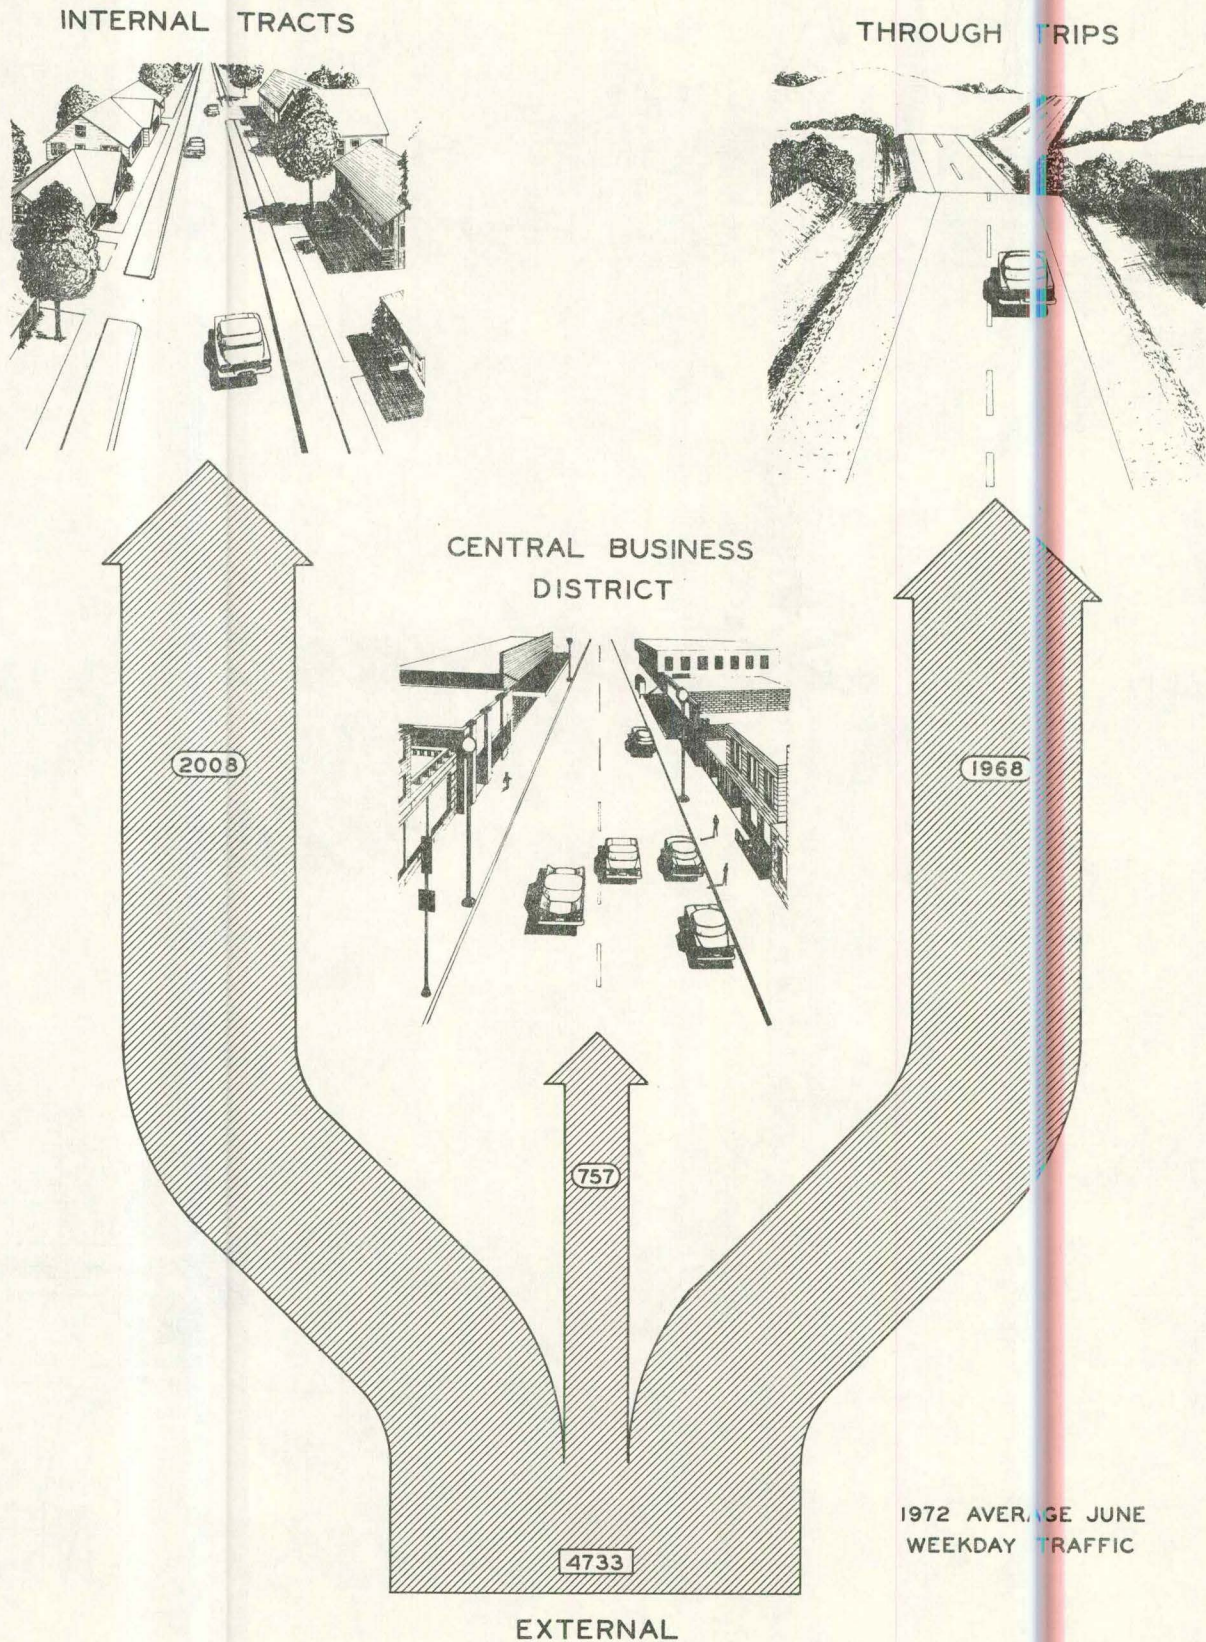 INTERNAL TRACTS
THROUGH TRIPS
CENTRAL BUSINESS
DISTRICT
2008
1968
757
1972 AVERAGE JUNE
WEEKDAY TRAFFIC
4733
EXTERNAL